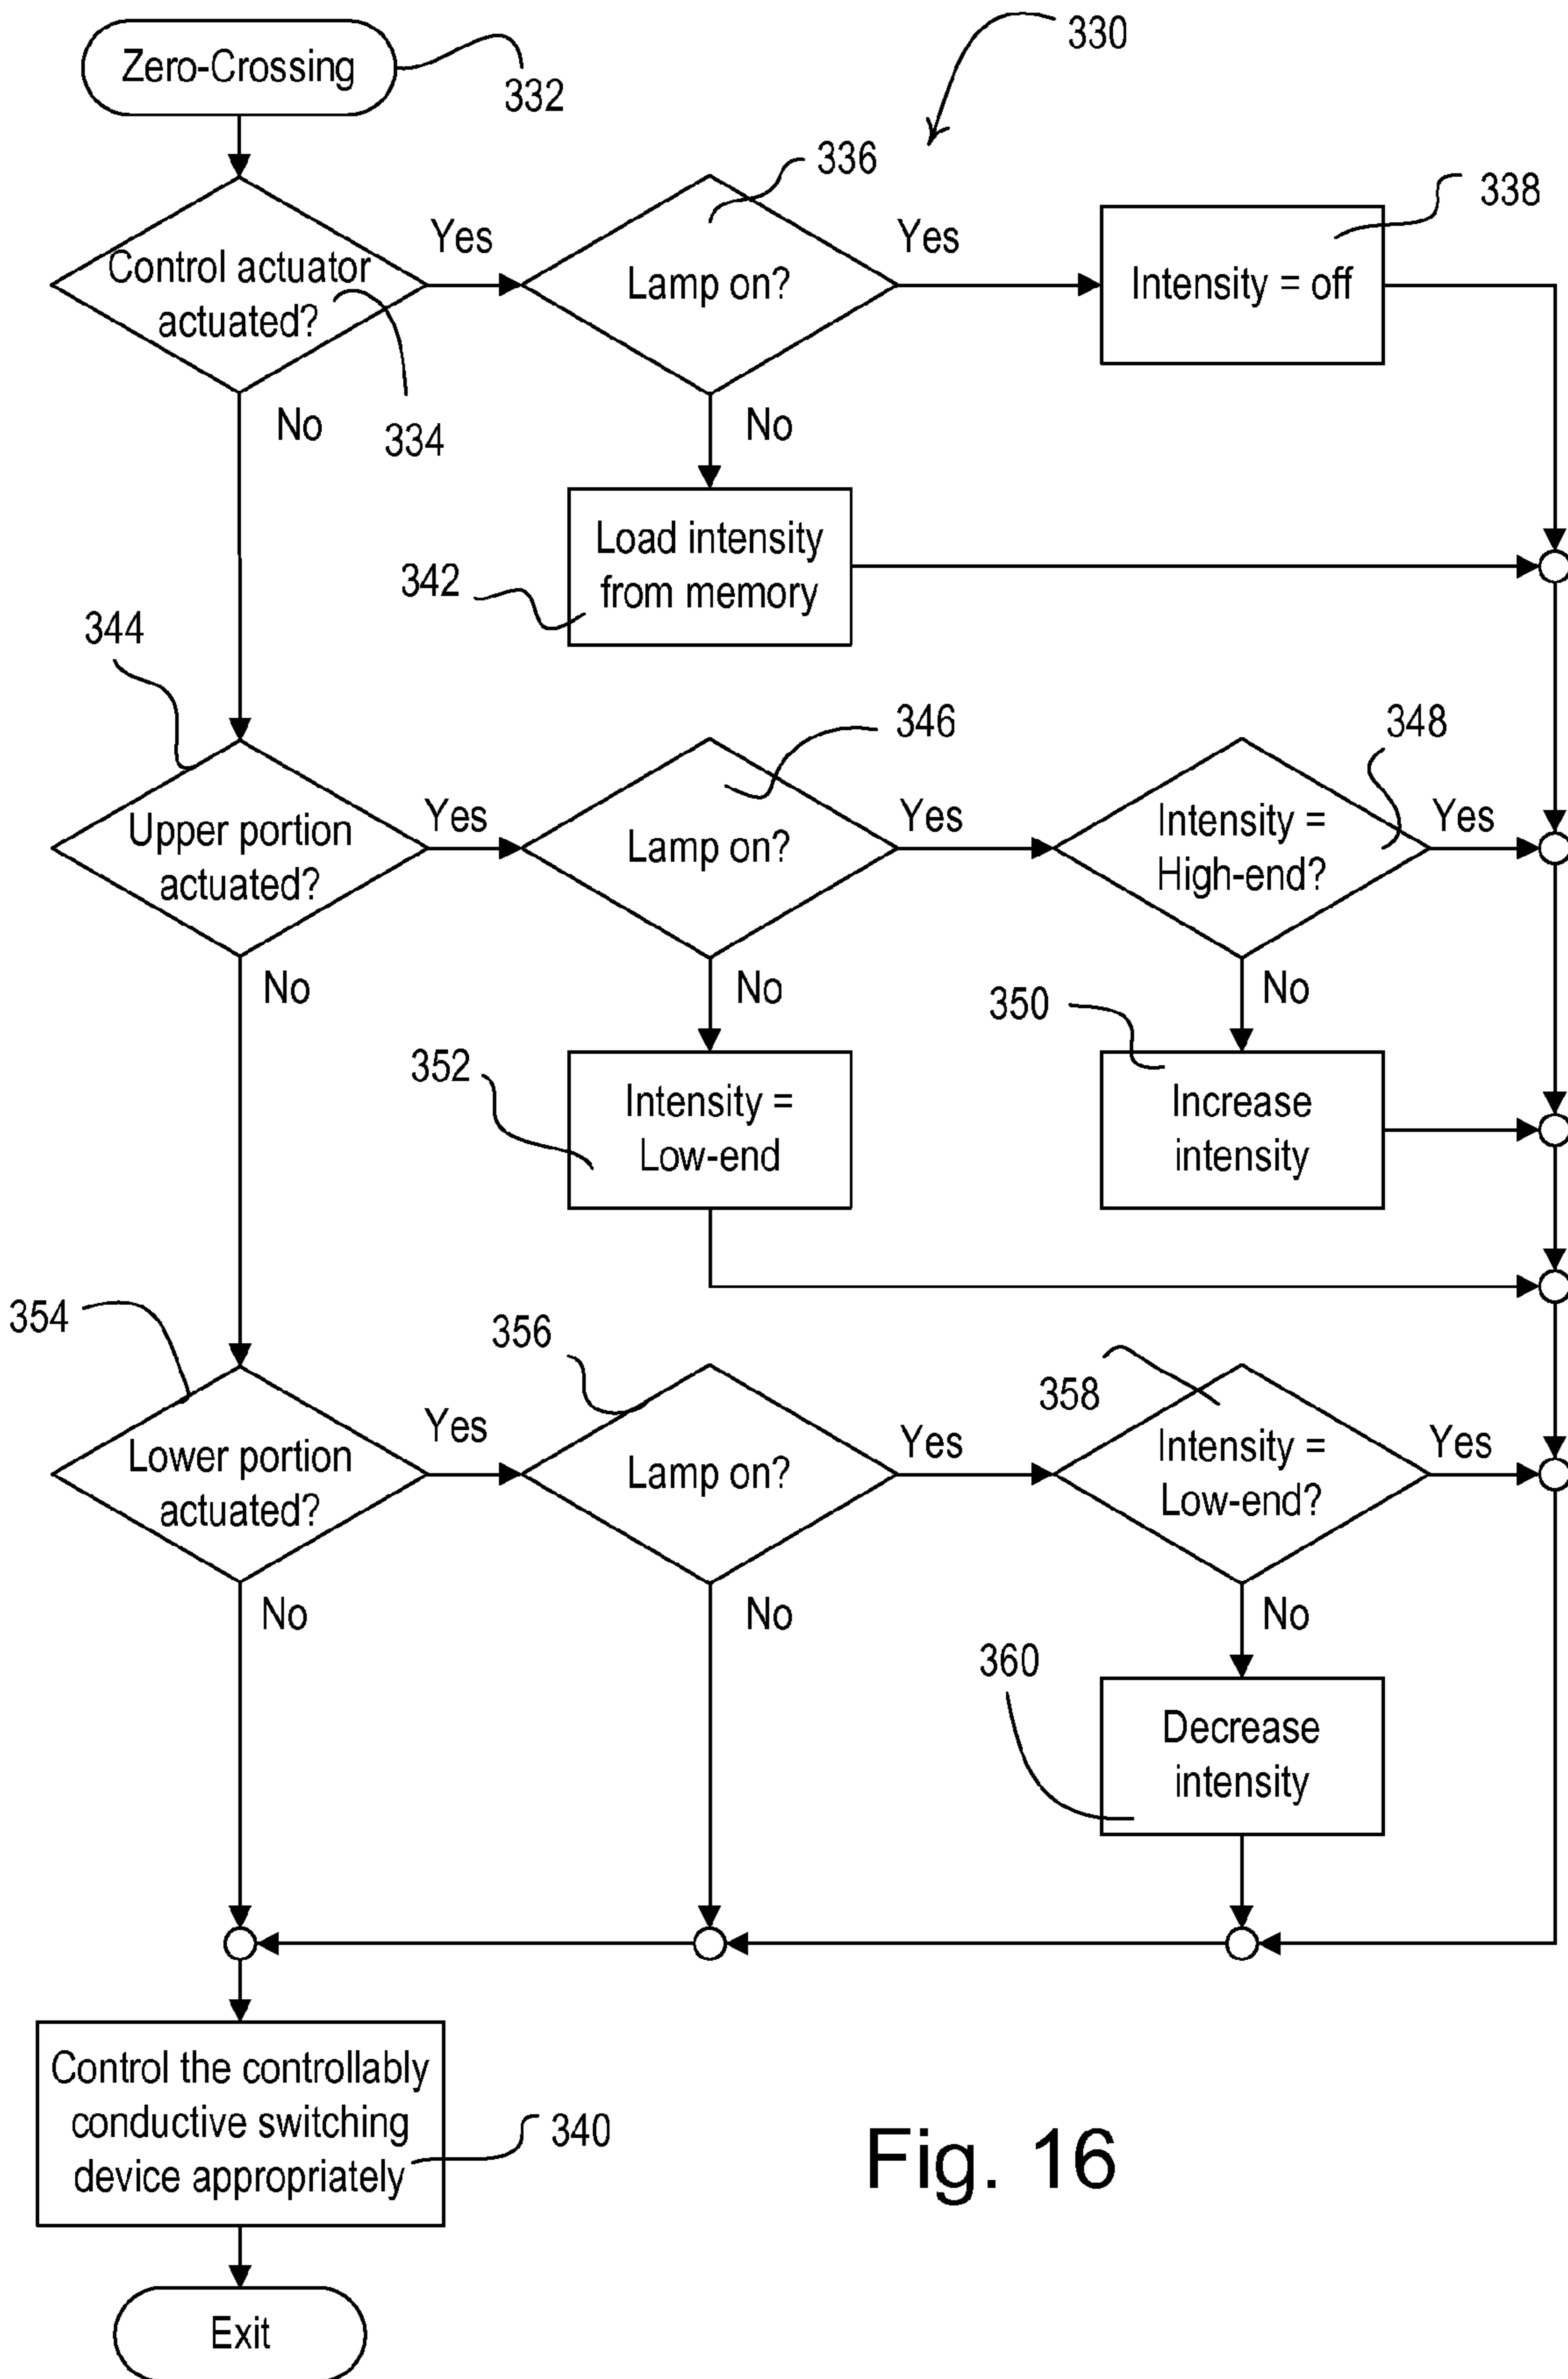 330
Zero-Crossing
332
336
338
Control actuator
actuated?
334
Yes
Lamp on?
Yes
Intensity = off
No
No
Load intensity
from memory
342
344
346
348
Upper portion
actuated?
Yes
Lamp on?
Yes
Intensity =
High-end?
Yes
No
No
No
352
Intensity =
Low-end
350
Increase
intensity
354
356
358
Lower portion
actuated?
Yes
Lamp on?
Yes
Intensity =
Low-end?
Yes
No
No
No
360
Decrease
intensity
Control the controllably
conductive switching
device appropriately
340
Exit
Fig. 16